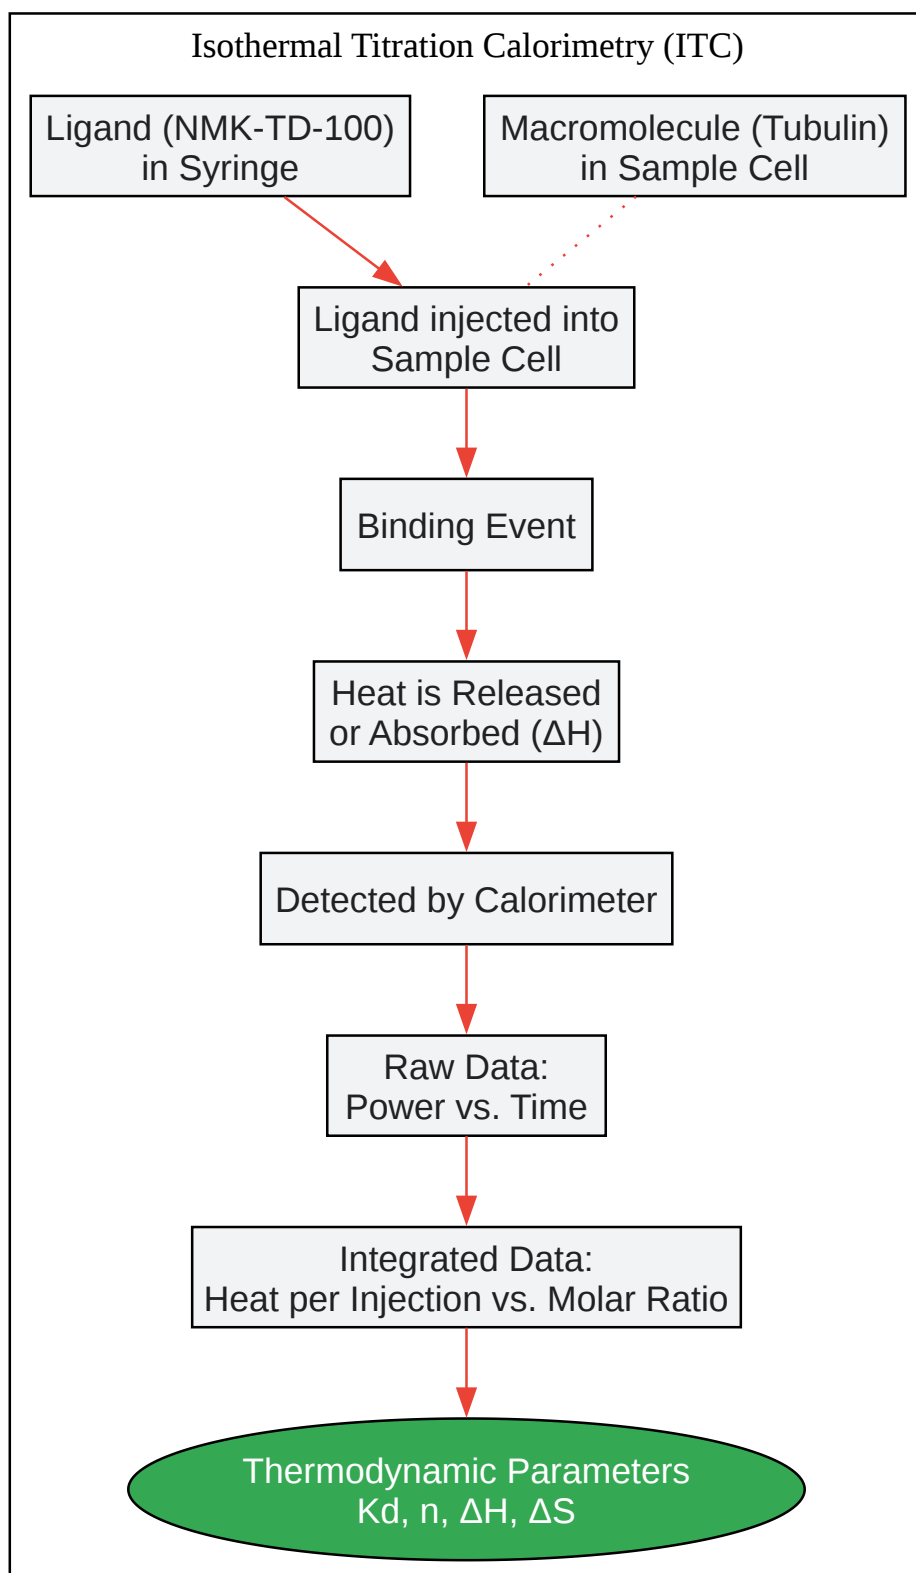 Isothermal Titration Calorimetry (ITC)
Ligand (NMK-TD-100)
in Syringe
Macromolecule (Tubulin)
in Sample Cell
Ligand injected into
Sample Cell
Binding Event
Heat is Released
or Absorbed (ΔH)
Detected by Calorimeter
Raw Data:
Power vs. Time
Integrated Data:
Heat per Injection vs. Molar Ratio
Thermodynamic Parameters
Kd, n, ΔH, ΔS